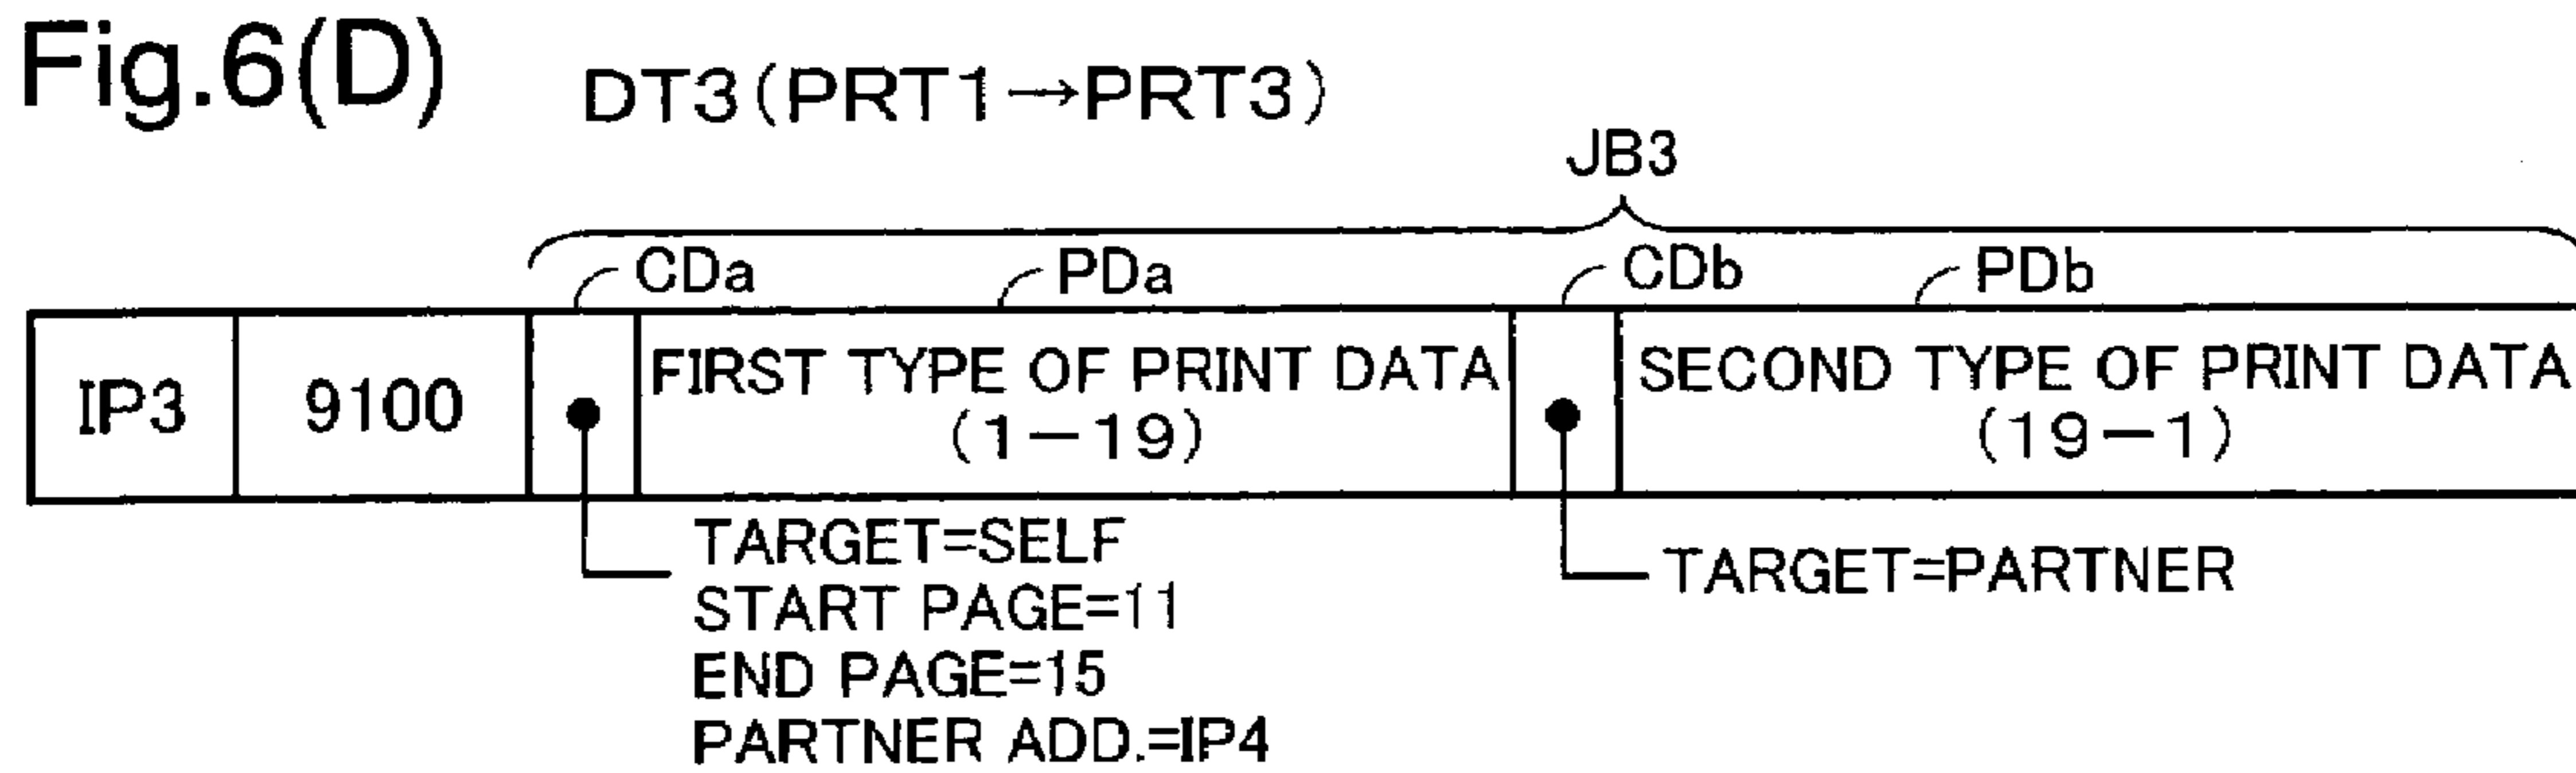 Fig.6(D)
DT3(PRT1→PRT3)
JB3
CDa
PDa
CDb
PDb
IP3
9100
FIRST TYPE OF PRINT DATA
(1-19)
SECOND TYPE OF PRINT DATA
(19-1)
TARGET=SELF
START PAGE=11
END PAGE=15
PARTNER ADD.=IP4
TARGET=PARTNER